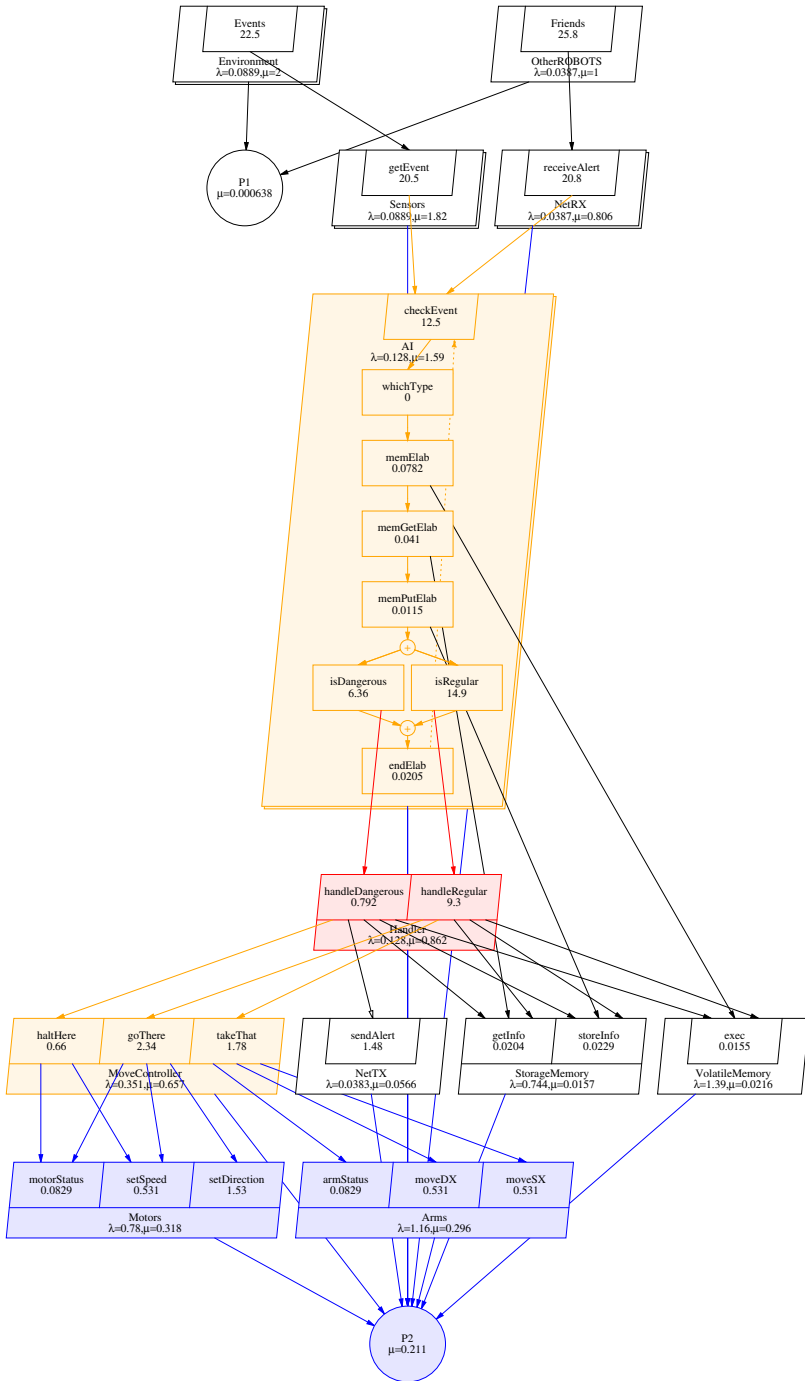 Events
22.5
Environment
λ=0.0889,μ=2
Friends
25.8
OtherROBOTS
λ=0.0387,μ=1
P1
μ=0.000638
getEvent
20.5
Sensors
λ=0.0889,μ=1.82
receiveAlert
20.8
NetRX
λ=0.0387,μ=0.806
checkEvent
12.5
AI
λ=0.128,μ=1.59
whichType
0
memElab
0.0782
memGetElab
0.041
memPutElab
0.0115
+
isDangerous
6.36
isRegular
14.9
+
endElab
0.0205
handleDangerous
0.792
handleRegular
9.3
Handler
λ=0.128,μ=0.862
haltHere
0.66
goThere
2.34
takeThat
1.78
MoveController
λ=0.351,μ=0.657
sendAlert
1.48
NetTX
λ=0.0383,μ=0.0566
getInfo
0.0204
storeInfo
0.0229
StorageMemory
λ=0.744,μ=0.0157
exec
0.0155
VolatileMemory
λ=1.39,μ=0.0216
motorStatus
0.0829
setSpeed
0.531
setDirection
1.53
Motors
λ=0.78,μ=0.318
armStatus
0.0829
moveDX
0.531
moveSX
0.531
Arms
λ=1.16,μ=0.296
P2
μ=0.211